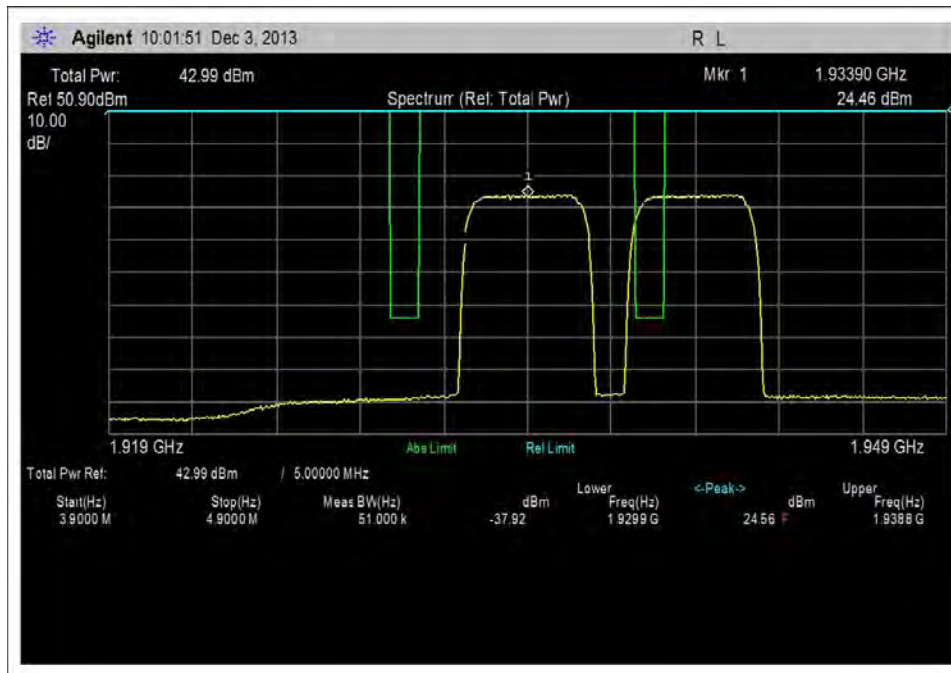 Agilent 10:01:51 Dec 3, 2013 R L
Total Pwr: 42.99 dBm Mkr 1 1.93390 GHz
Ref 50.90dBm Spectrum (Ref: Total Pwr) 24.46 dBm
10.00
dB/
1
1.919 GHz Abs Limit Rel Limit 1.949 GHz
Total Pwr Ref: 42.99 dBm / 5.00000 MHz
Lower <-Peak-> Upper
Start(Hz) Stop(Hz) Meas BW(Hz) dBm Freq(Hz) dBm Freq(Hz)
3.9000 M 4.9000 M 51.000 k -37.92 1.9299 G 24.56 F 1.9388 G